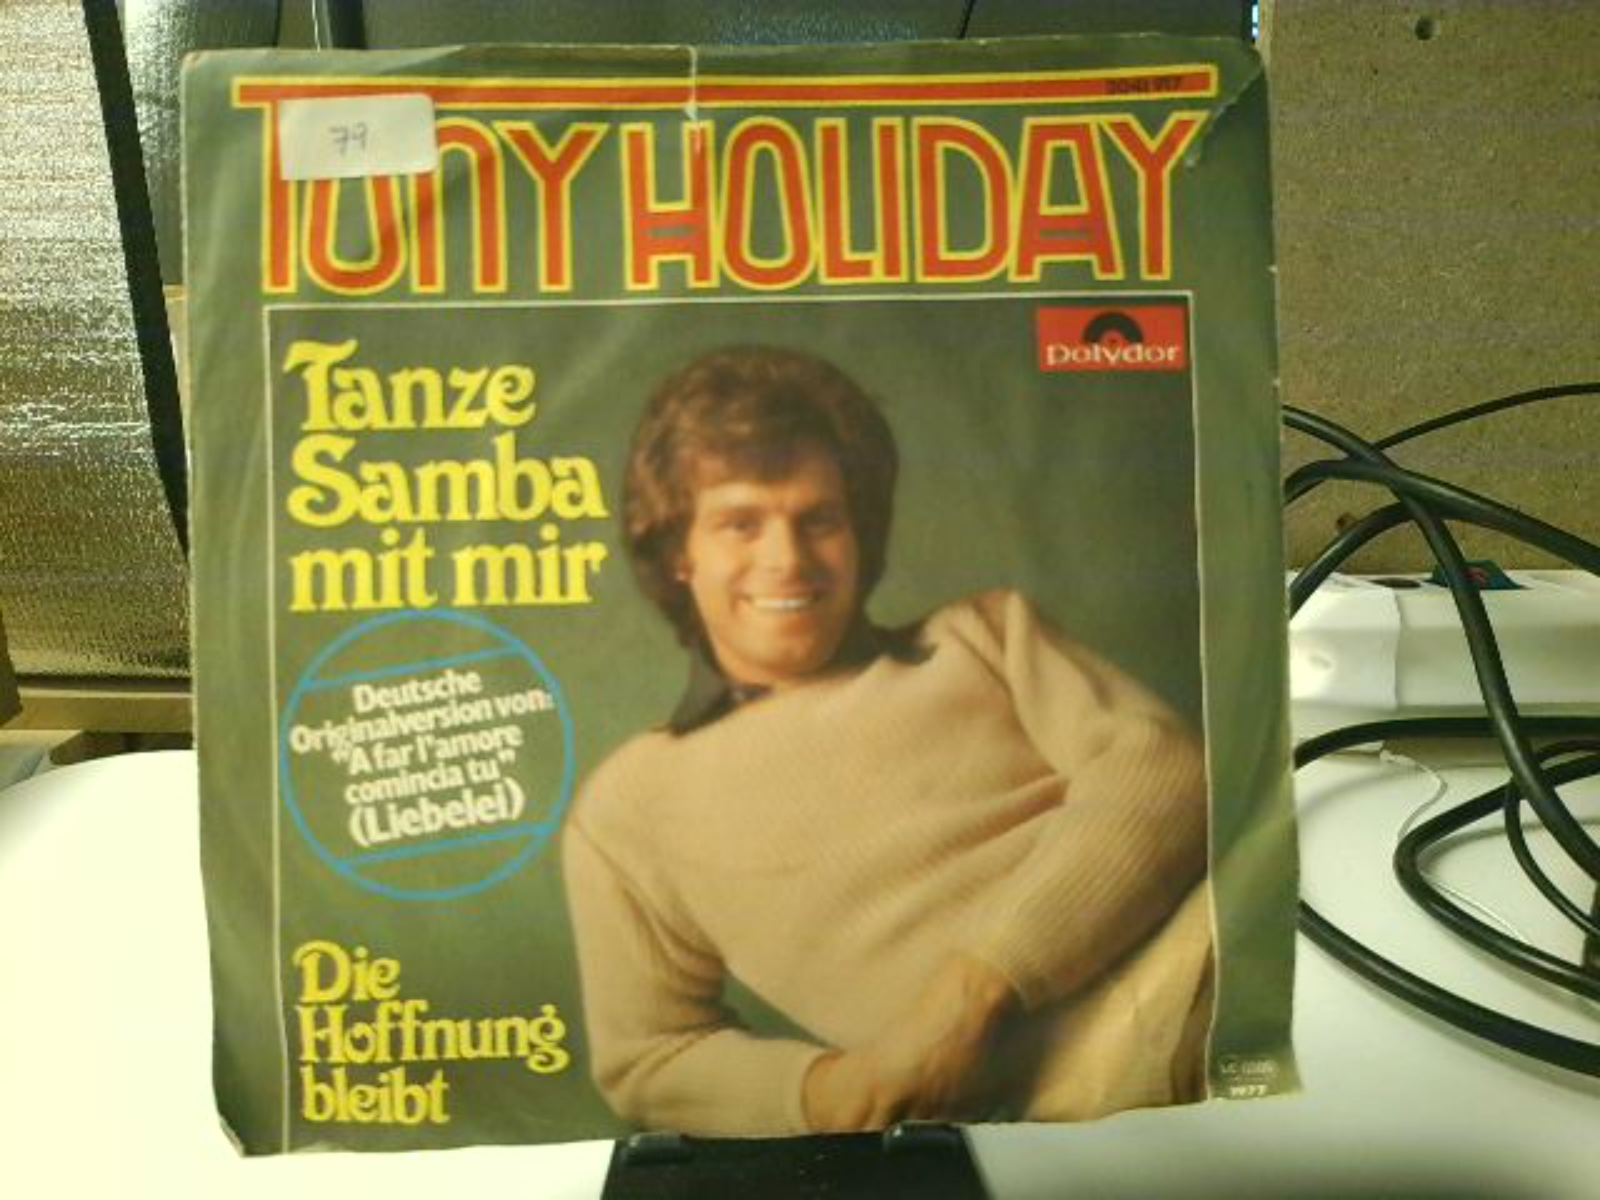 79
TONY HOLIDAY
polydor
Tanze
Samba
mit mir
Deutsche
Originalversion von:
"A far l'amore
comincia tu"
(Liebelei)
Die
Hoffnung
bleibt
1977